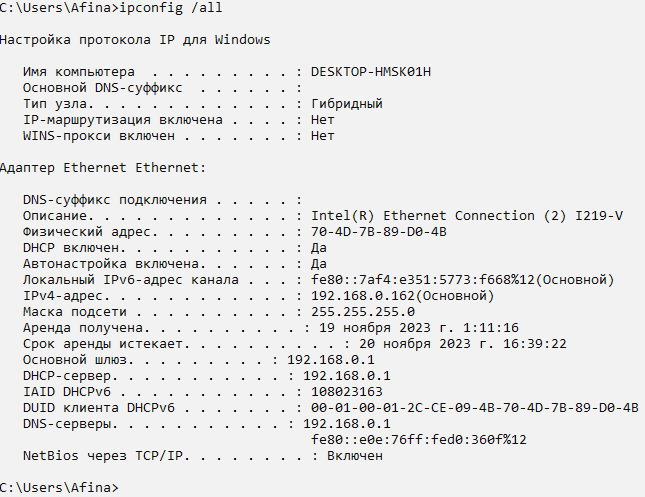 C:\Users\Afina>ipconfig /all
Настройка протокола IP для Windows
Имя компьютера . . . . . . . . . : DESKTOP-HMSK01H
Основной DNS-суффикс . . . . . . :
Тип узла. . . . . . . . . . . . . : Гибридный
IP-маршрутизация включена . . . . : Нет
WINS-прокси включен . . . . . . . : Нет
Адаптер Ethernet Ethernet:
DNS-суффикс подключения . . . . . :
Описание. . . . . . . . . . . . . : Intel(R) Ethernet Connection (2) I219-V
Физический адрес. . . . . . . . . : 70-4D-7B-89-D0-4B
DHCP включен. . . . . . . . . . . : Да
Автонастройка включена. . . . . . : Да
Локальный IPv6-адрес канала . . . : fe80::7af4:e351:5773:f668%12(Основной)
IPv4-адрес. . . . . . . . . . . . : 192.168.0.162(Основной)
Маска подсети . . . . . . . . . . : 255.255.255.0
Аренда получена. . . . . . . . . . : 19 ноября 2023 г. 1:11:16
Срок аренды истекает. . . . . . . . . . : 20 ноября 2023 г. 16:39:22
Основной шлюз. . . . . . . . . : 192.168.0.1
DHCP-сервер. . . . . . . . . . . : 192.168.0.1
IAID DHCPv6 . . . . . . . . . . . : 108023163
DUID клиента DHCPv6 . . . . . . . : 00-01-00-01-2C-CE-09-4B-70-4D-7B-89-D0-4B
DNS-серверы. . . . . . . . . . . : 192.168.0.1
fe80::e0e:76ff:fed0:360f%12
NetBios через TCP/IP. . . . . . . . : Включен
C:\Users\Afina>